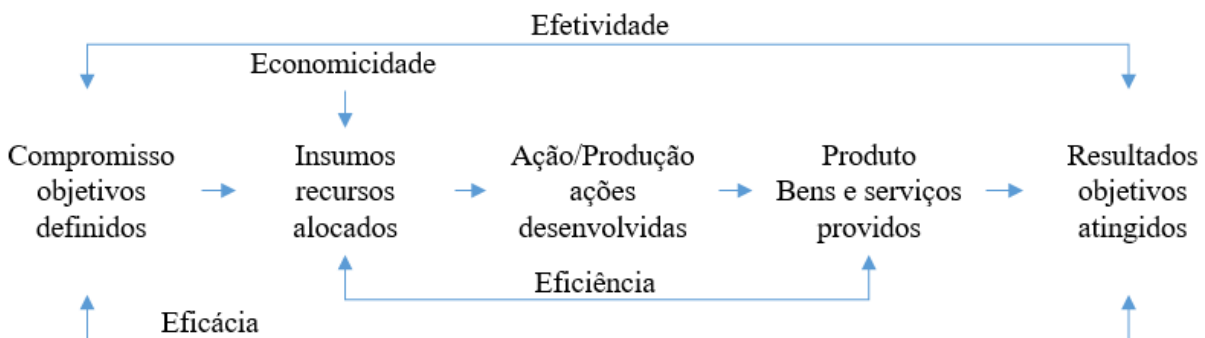 Efetividade
Economicidade
Compromisso
objetivos
definidos
Insumos
recursos
alocados
Ação/Produção
ações
desenvolvidas
Produto
Bens e serviços
providos
Resultados
objetivos
atingidos
Eficiência
Eficácia